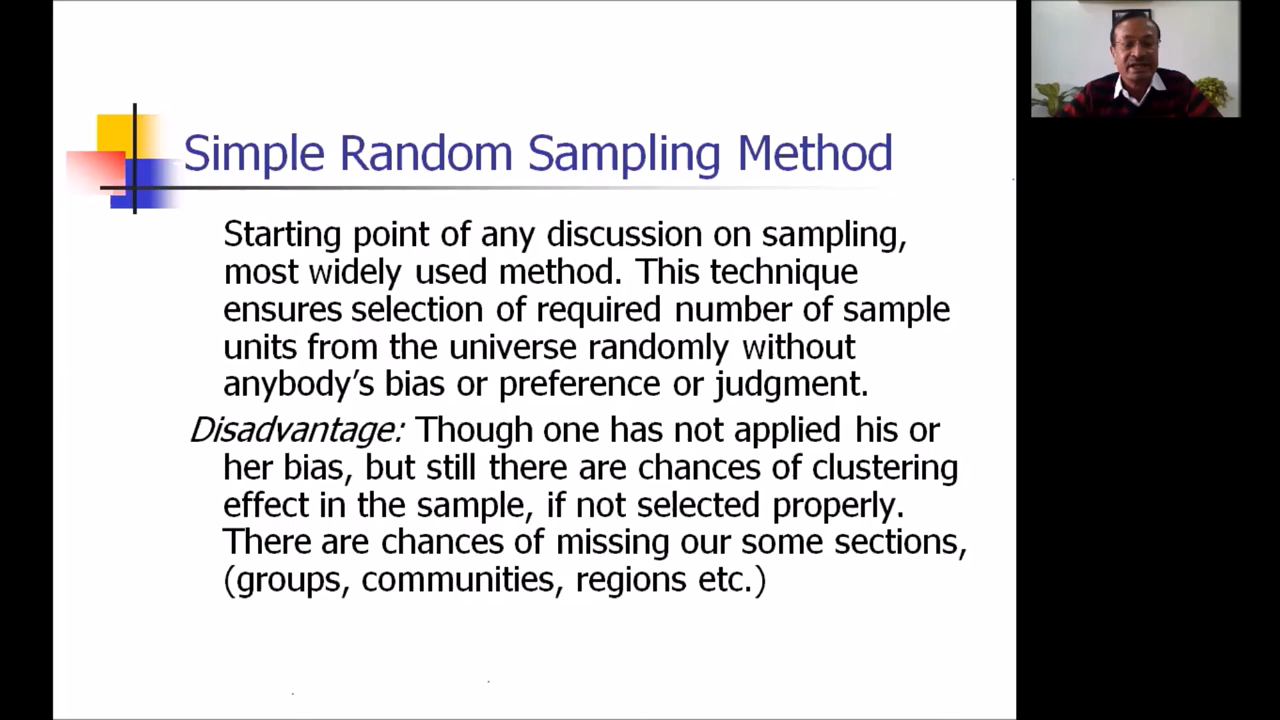 Simple Random Sampling Method
Starting point of any discussion on sampling,
most widely used method. This technique
ensures selection of required number of sample
units from the universe randomly without
anybody’s bias or preference or judgment.
Disadvantage: Though one has not applied his or
her bias, but still there are chances of clustering
effect in the sample, if not selected properly.
There are chances of missing our some sections,
(groups, communities, regions etc.)